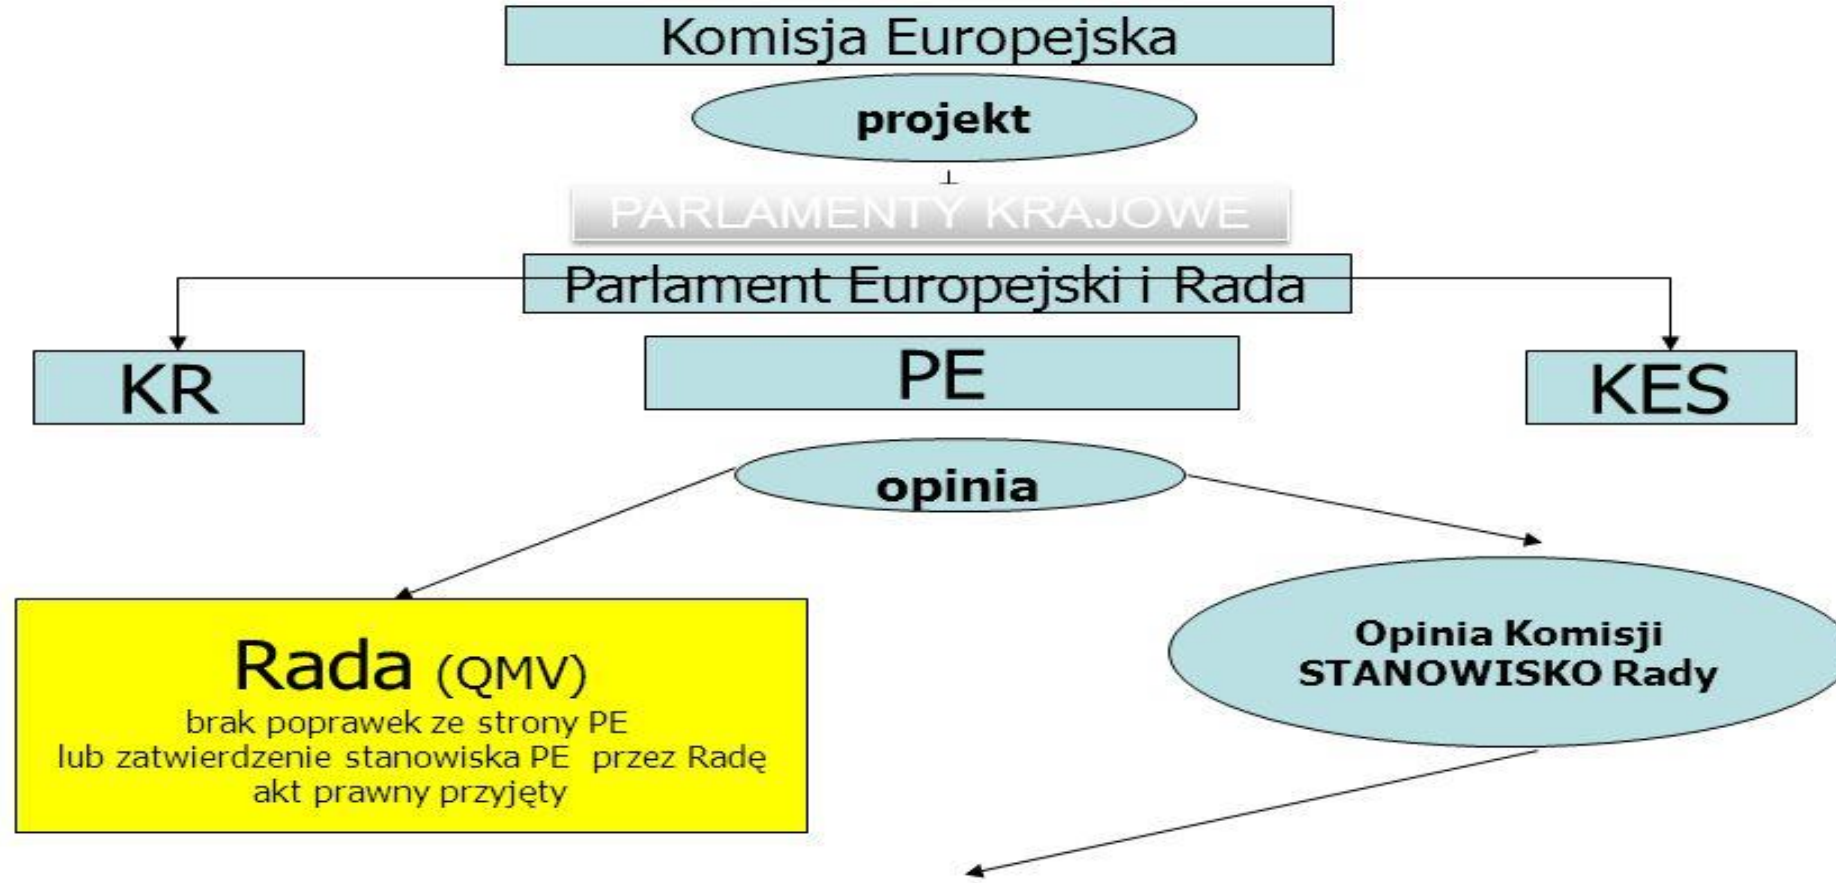 Komisja Europejska
projekt
PARLAMENTY KRAJOWE
Parlament Europejski i Rada
KR
PE
KES
opinia
Rada (QMV)
brak poprawek ze strony PE
lub zatwierdzenie stanowiska PE przez Radę
akt prawny przyjęty
Opinia Komisji
STANOWISKO Rady